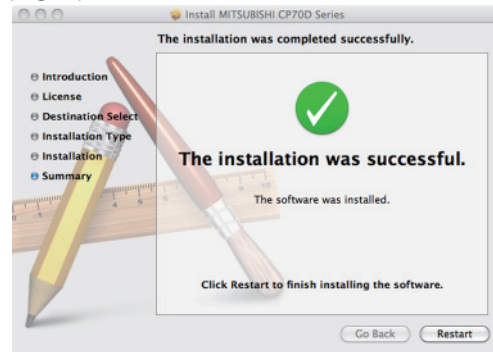 Install MITSUBISHI CP70D Series
The installation was completed successfully.
Introduction
License
Destination Select
Installation Type
Installation
Summary
The installation was successful.
The software was installed.
Click Restart to finish installing the software.
Go Back
Restart